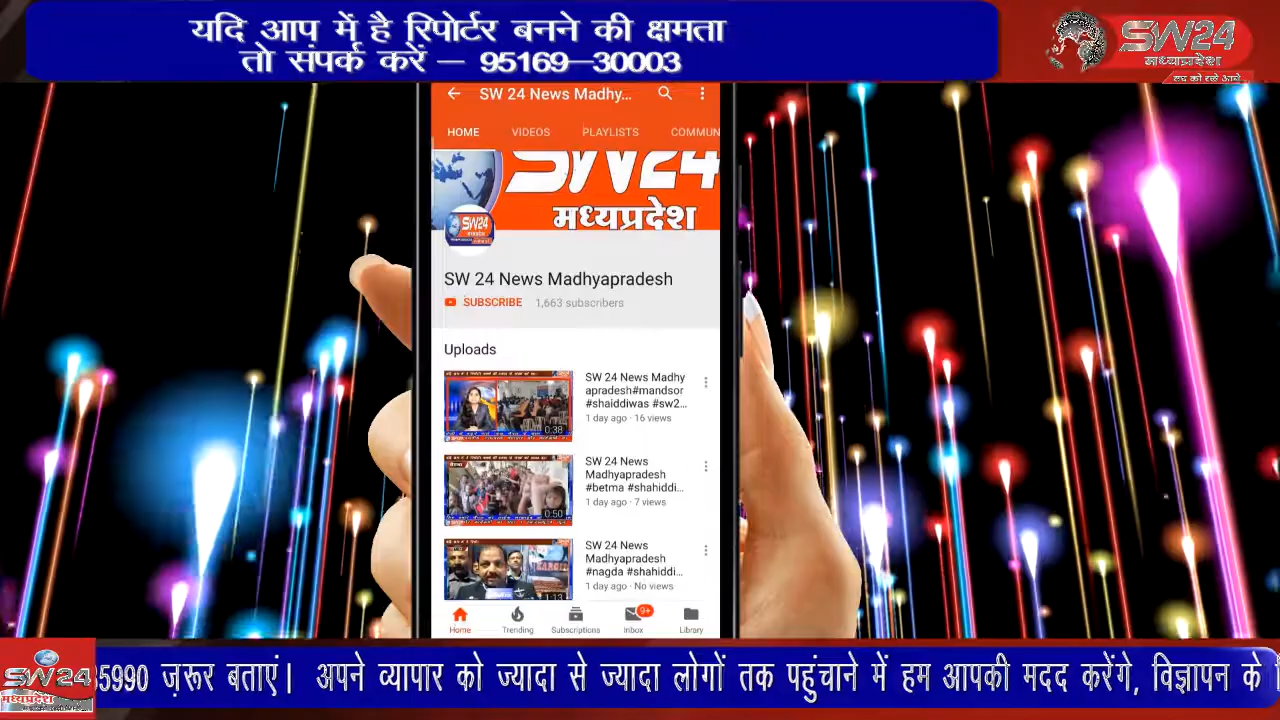 यदि आप में है रिपोर्टर बनने की क्षमता
तो संपर्क करें – 95169–30003
SW24
मध्यप्रदेश
SW 24 News Madhy...
HOME VIDEOS PLAYLISTS COMMUN
SW24
मध्यप्रदेश
SW24
SW 24 News Madhyapradesh
SUBSCRIBE 1,663 subscribers
Uploads
SW 24 News Madhy
apradesh#mandsor
#shaiddiwas #sw2...
1 day ago · 16 views
0:38
SW 24 News
Madhyapradesh
#betma #shahiddi...
1 day ago · 7 views
0:50
SW 24 News
Madhyapradesh
#nagda #shahiddi...
1 day ago · No views
1:13
9+
Home Trending Subscriptions Inbox Library
SW24
मध्यप्रदेश
5990 ज़रूर बताएं। अपने व्यापार को ज्यादा से ज्यादा लोगों तक पहुंचाने में हम आपकी मदद करेंगे, विज्ञापन के